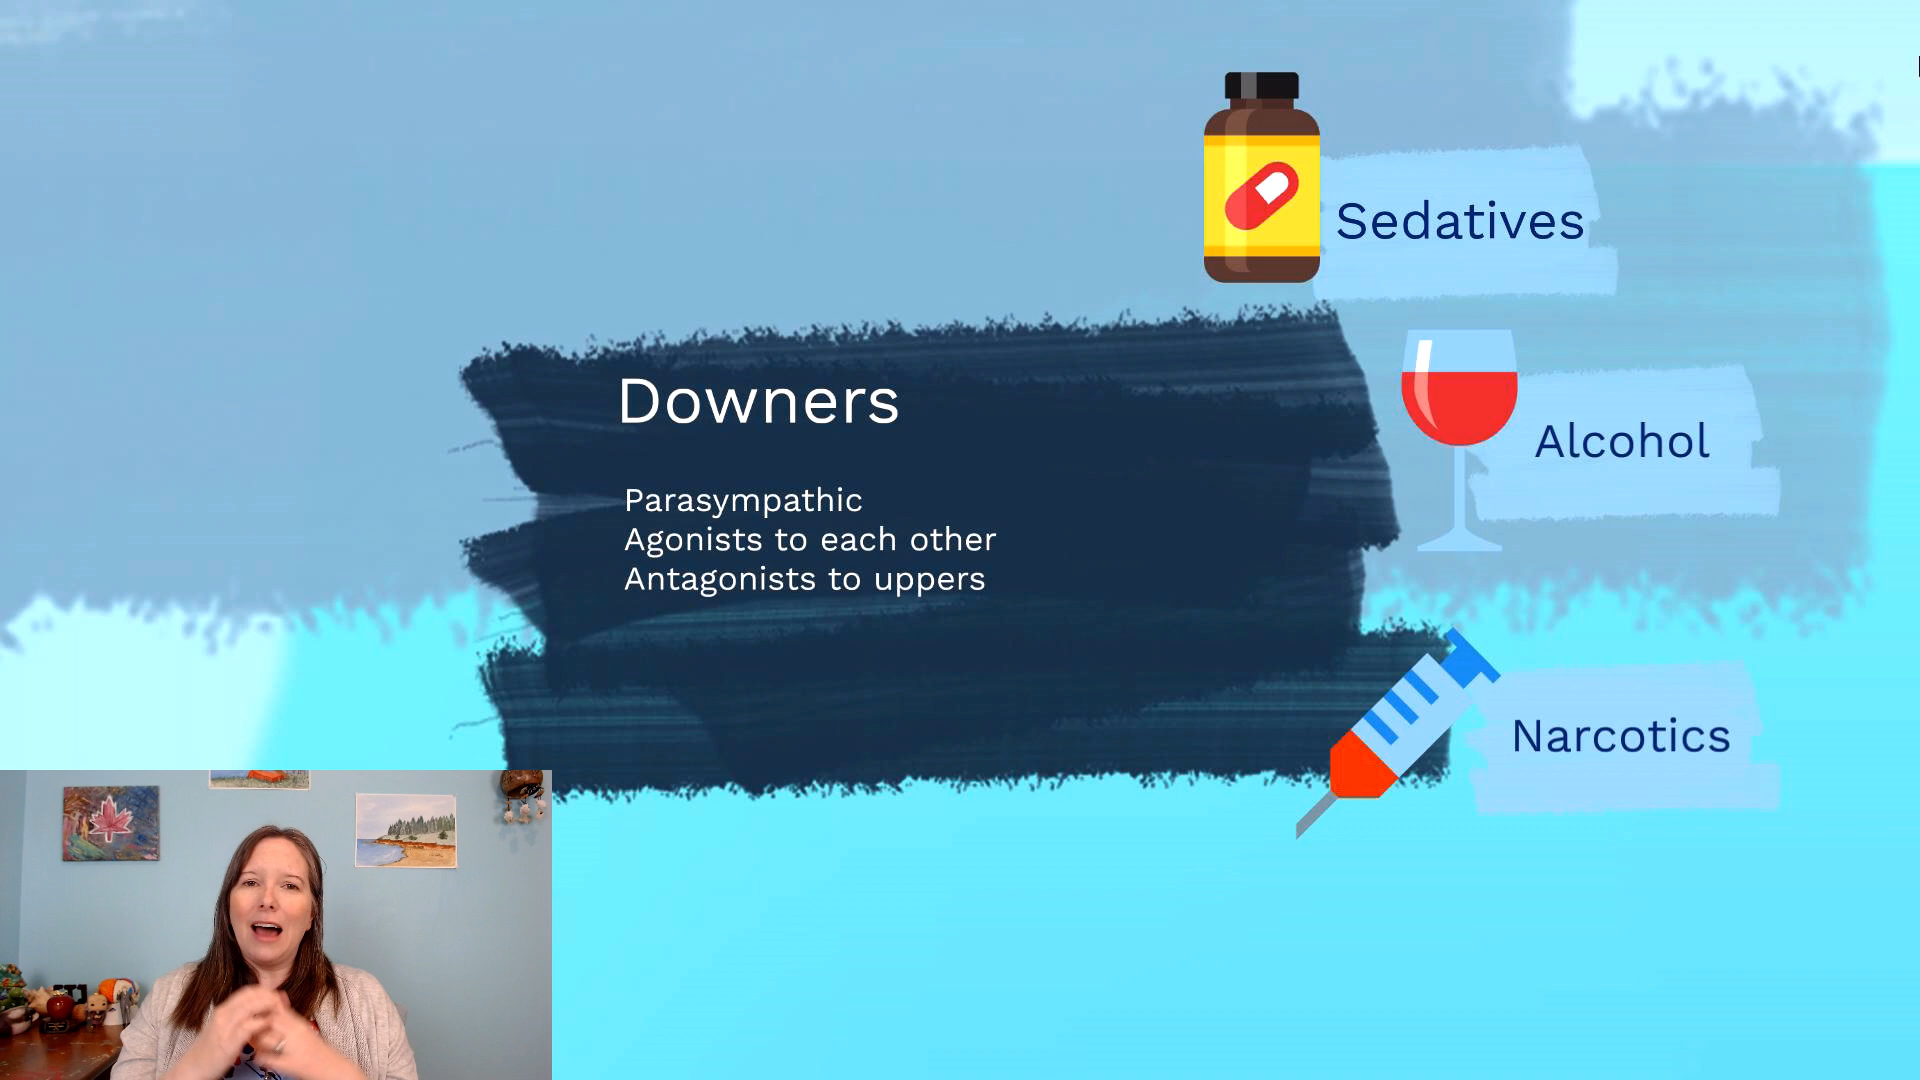 Sedatives
Downers
Alcohol
Parasympathic
Agonists to each other
Antagonists to uppers
Narcotics